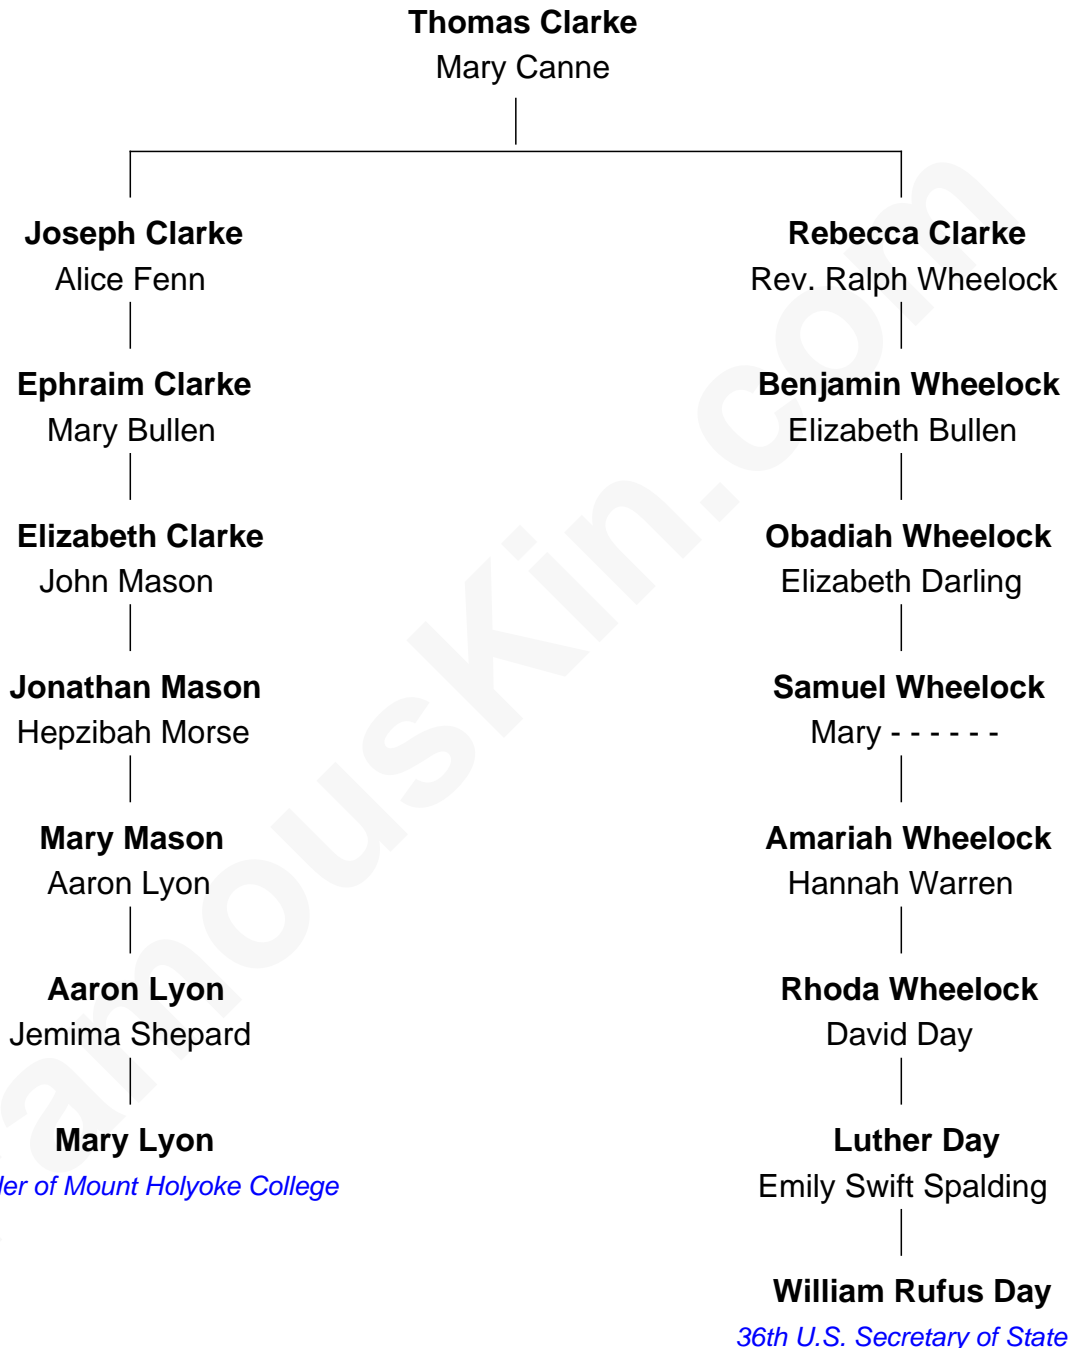 Thomas Clarke
Mary Canne
Joseph Clarke
Alice Fenn
Rebecca Clarke
Rev. Ralph Wheelock
Ephraim Clarke
Mary Bullen
Benjamin Wheelock
Elizabeth Bullen
Elizabeth Clarke
John Mason
Obadiah Wheelock
Elizabeth Darling
Jonathan Mason
Hepzibah Morse
Samuel Wheelock
Mary - - - - - -
Mary Mason
Aaron Lyon
Amariah Wheelock
Hannah Warren
Aaron Lyon
Jemima Shepard
Rhoda Wheelock
David Day
Mary Lyon
der of Mount Holyoke College
Luther Day
Emily Swift Spalding
William Rufus Day
36th U.S. Secretary of State
amouskin.com